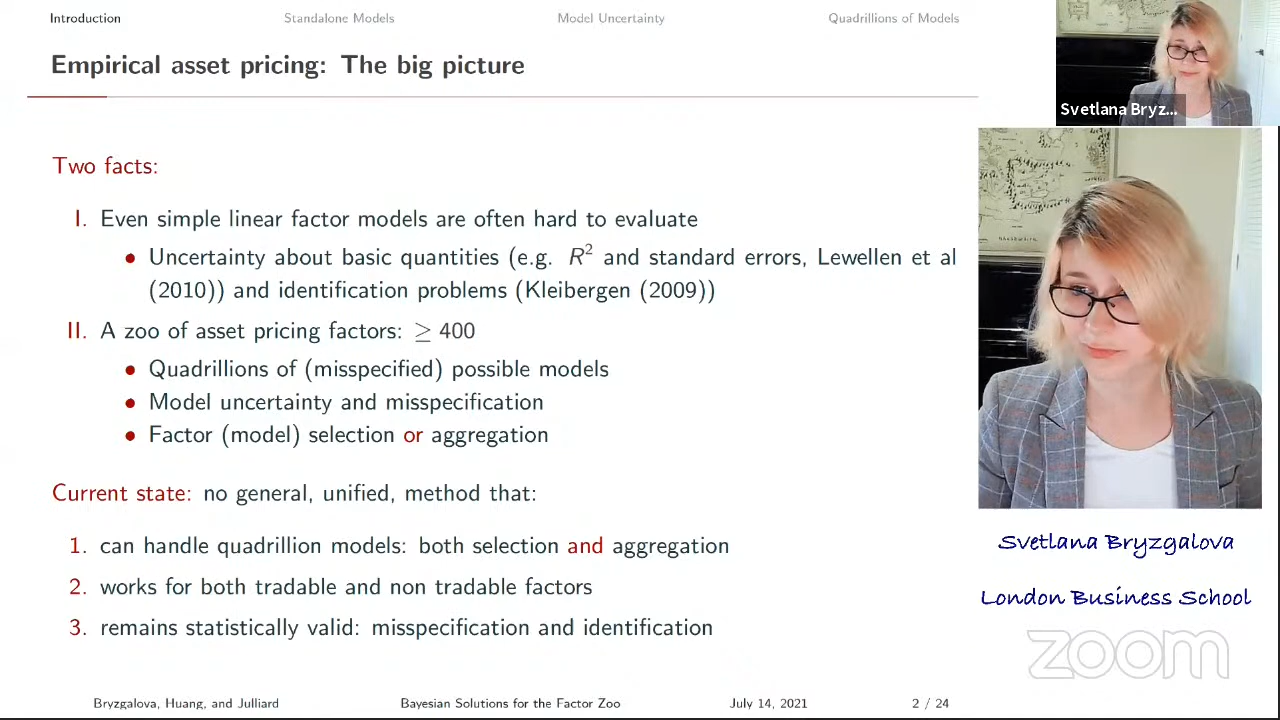 Introduction Standalone Models Model Uncertainty Quadrillions of Models
Empirical asset pricing: The big picture
Two facts:
I. Even simple linear factor models are often hard to evaluate
• Uncertainty about basic quantities (e.g. R² and standard errors, Lewellen et al
(2010)) and identification problems (Kleibergen (2009))
II. A zoo of asset pricing factors: ≥ 400
• Quadrillions of (misspecified) possible models
• Model uncertainty and misspecification
• Factor (model) selection or aggregation
Current state: no general, unified, method that:
1. can handle quadrillion models: both selection and aggregation
2. works for both tradable and non tradable factors
3. remains statistically valid: misspecification and identification
Bryzgalova, Huang, and Julliard Bayesian Solutions for the Factor Zoo July 14, 2021 2 / 24
Svetlana Bryz...
Svetlana Bryzgalova
London Business School
zoom